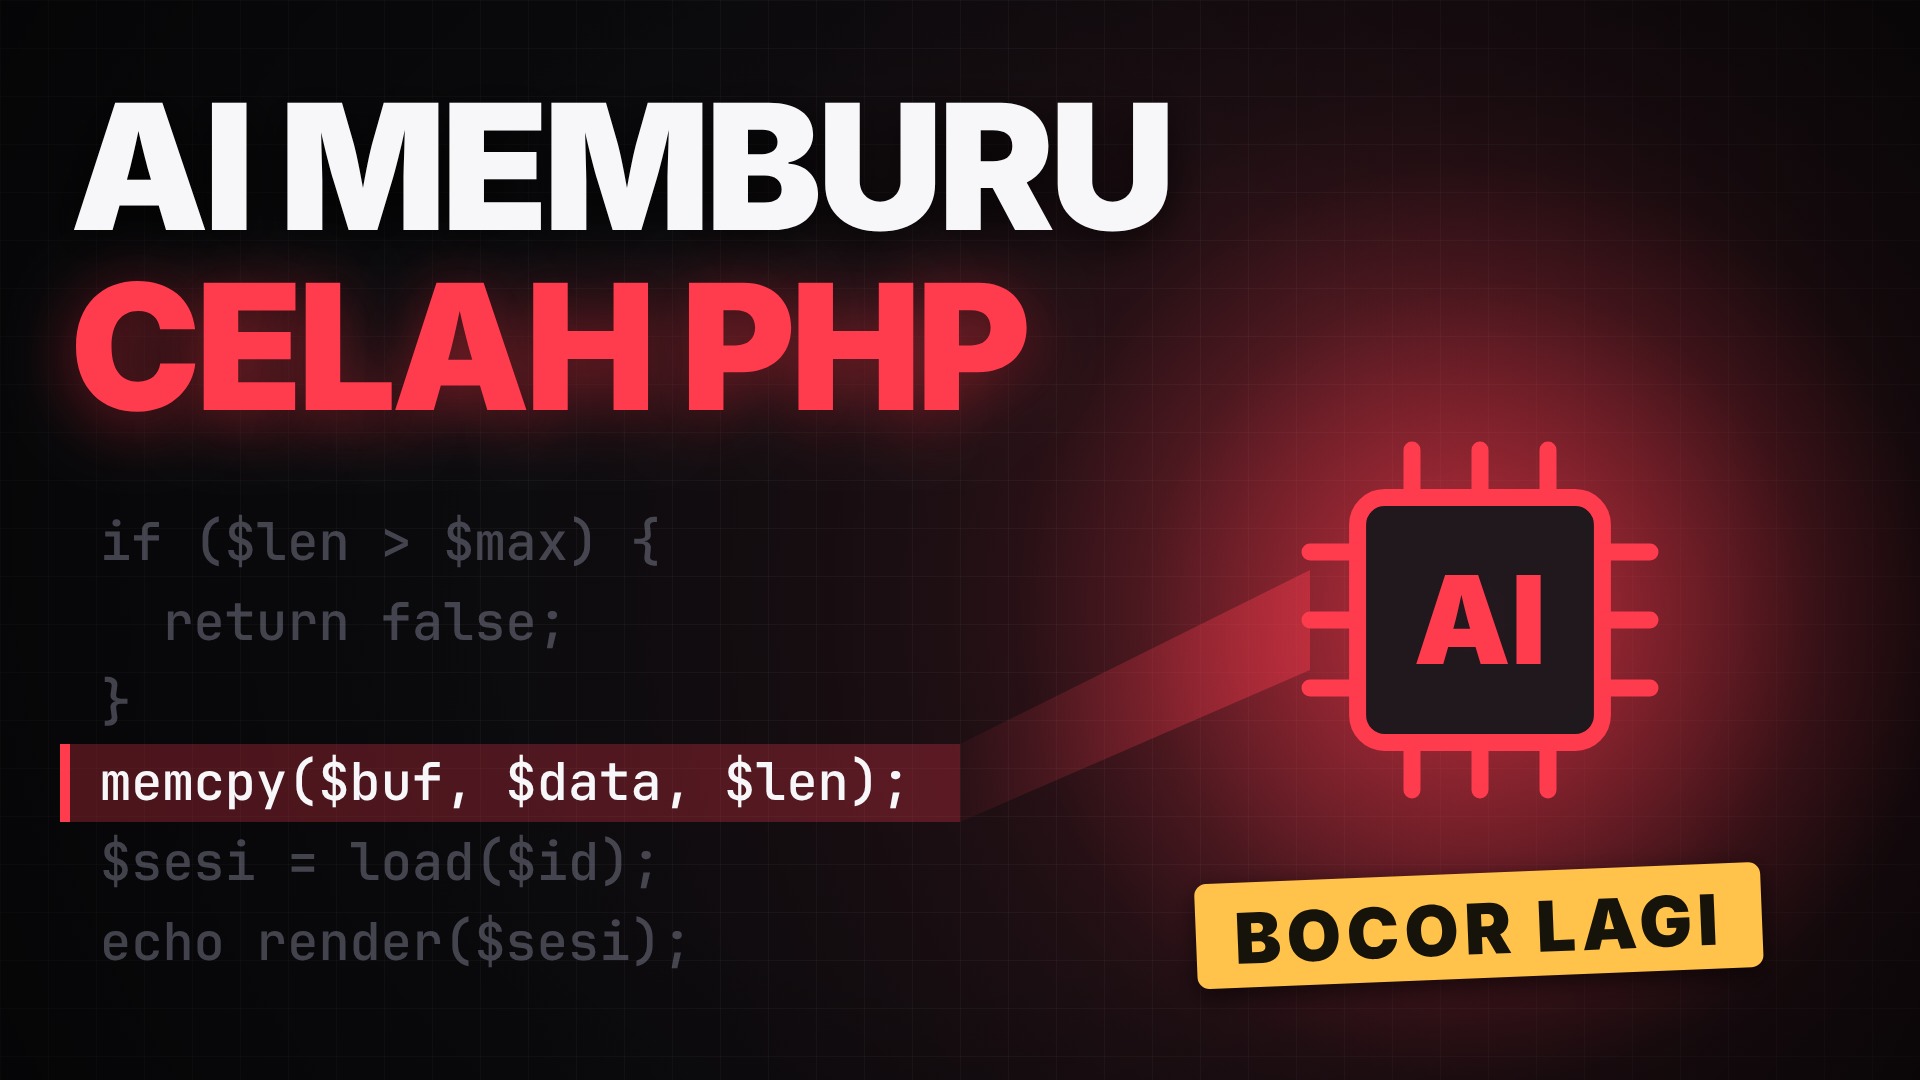 AI MEMBURU
CELAH PHP
if ($len > $max) {
  return false;
}
memcpy($buf, $data, $len);
$sesi = load($id);
echo render($sesi);
AI
BOCOR LAGI